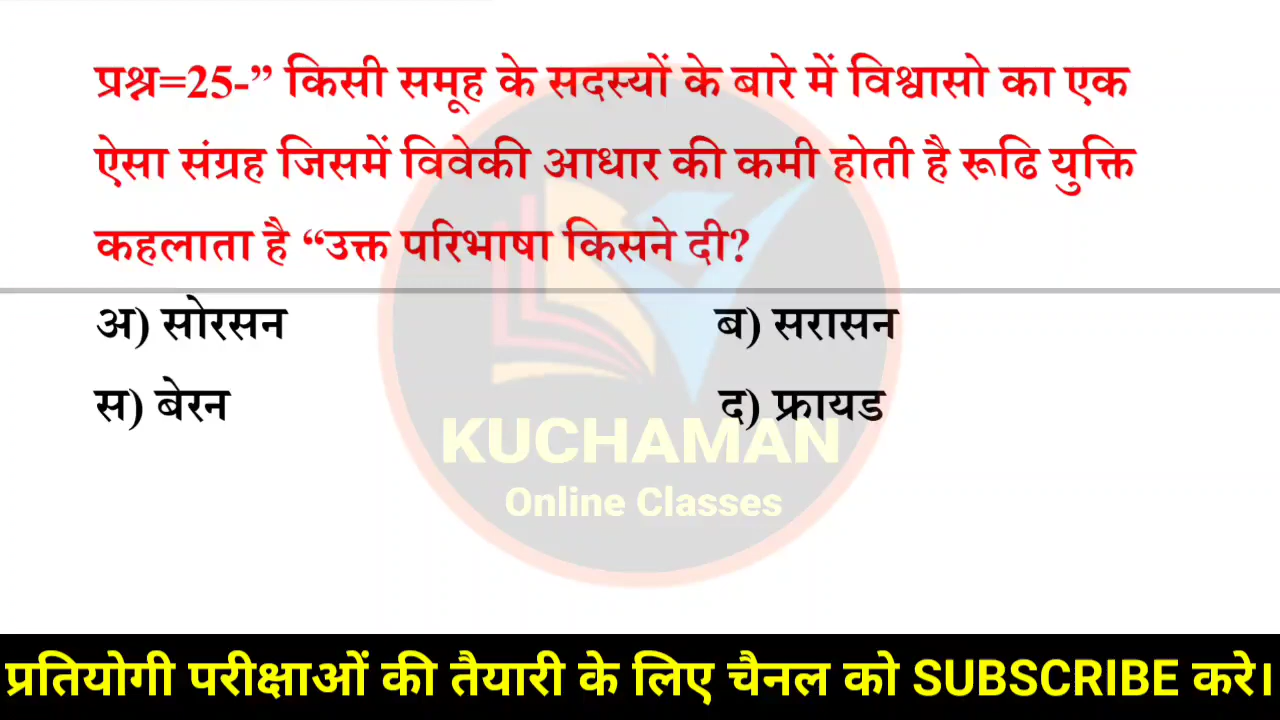 प्रश्न=25-” किसी समूह के सदस्यों के बारे में विश्वासो का एक
ऐसा संग्रह जिसमें विवेकी आधार की कमी होती है रूढि युक्ति
कहलाता है “उक्त परिभाषा किसने दी?
अ) सोरसन ब) सरासन
स) बेरन द) फ्रायड
KUCHAMAN
Online Classes
प्रतियोगी परीक्षाओं की तैयारी के लिए चैनल को SUBSCRIBE करे।